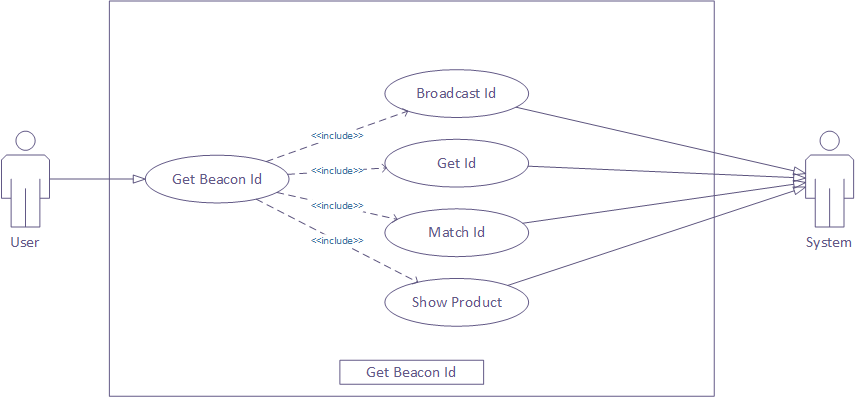 Broadcast Id
<<include>>
Get Id
<<include>>
Get Beacon Id
<<include>>
Match Id
<<include>>
User
System
Show Product
Get Beacon Id